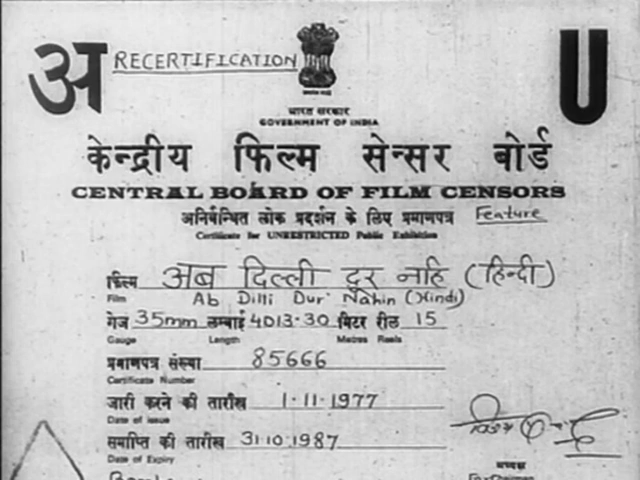 अ RECERTIFICATION U
भारत सरकार
GOVERNMENT OF INDIA
केन्द्रीय फिल्म सेन्सर बोर्ड
CENTRAL BOARD OF FILM CENSORS
अनिर्बन्धित लोक प्रदर्शन के लिए प्रमाणपत्र Feature
Certificate for UNRESTRICTED Public Exhibition
फिल्म अब दिल्ली दूर नहि (हिन्दी)
Film Ab Dilli Dur Nahin (Hindi)
गेज 35mm लम्बाई 4013.30 मिटर रील 15
Gauge Length Metres Reels
प्रमाणपत्र संख्या 85666
Certificate Number
जारी करने की तारीख 1.11.1977
Date of issue
समाप्ति की तारीख 31.10.1987
Date of Expiry
अध्यक्ष